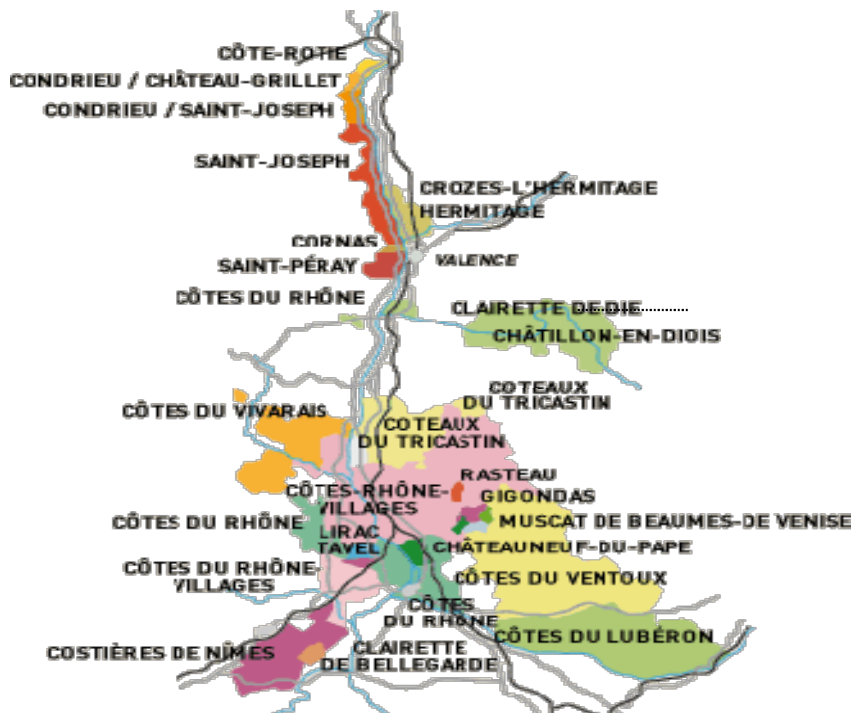 CÔTE-ROTIE
CONDRIEU / CHÂTEAU-GRILLET
CONDRIEU / SAINT-JOSEPH
SAINT-JOSEPH
CROZES-L'HERMITAGE
HERMITAGE
CORNAS
SAINT-PÉRAY
VALENCE
CÔTES DU RHÔNE
CLAIRETTE DE DIE
CHÂTILLON-EN-DIOIS
COTEAUX
DU TRICASTIN
CÔTES DU VIVARAIS
COTEAUX
DU TRICASTIN
RASTEAU
CÔTES-RHÔNE-
VILLAGES
GIGONDAS
CÔTES DU RHÔNE
MUSCAT DE BEAUMES-DE VENISE
LIRAC
TAVEL
CHÂTEAUNEUF-DU-PAPE
CÔTES DU RHÔNE-
VILLAGES
CÔTES DU VENTOUX
CÔTES
DU RHÔNE
CÔTES DU LUBÉRON
COSTIÈRES DE NÎMES
CLAIRETTE
DE BELLEGARDE